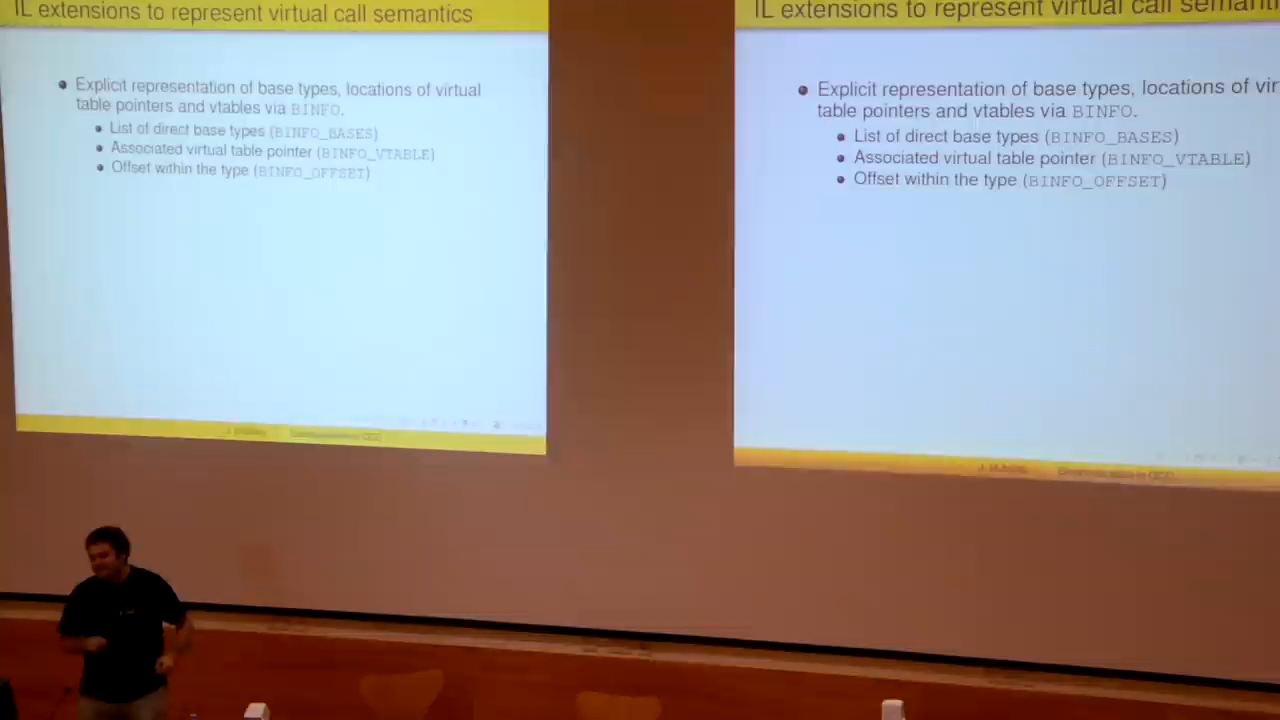 IL extensions to represent virtual call semantics
Explicit representation of base types, locations of virtual
table pointers and vtables via BINFO.
List of direct base types (BINFO_BASES)
Associated virtual table pointer (BINFO_VTABLE)
Offset within the type (BINFO_OFFSET)
IL extensions to represent virtual call semanti
Explicit representation of base types, locations of vir
table pointers and vtables via BINFO.
List of direct base types (BINFO_BASES)
Associated virtual table pointer (BINFO_VTABLE)
Offset within the type (BINFO_OFFSET)